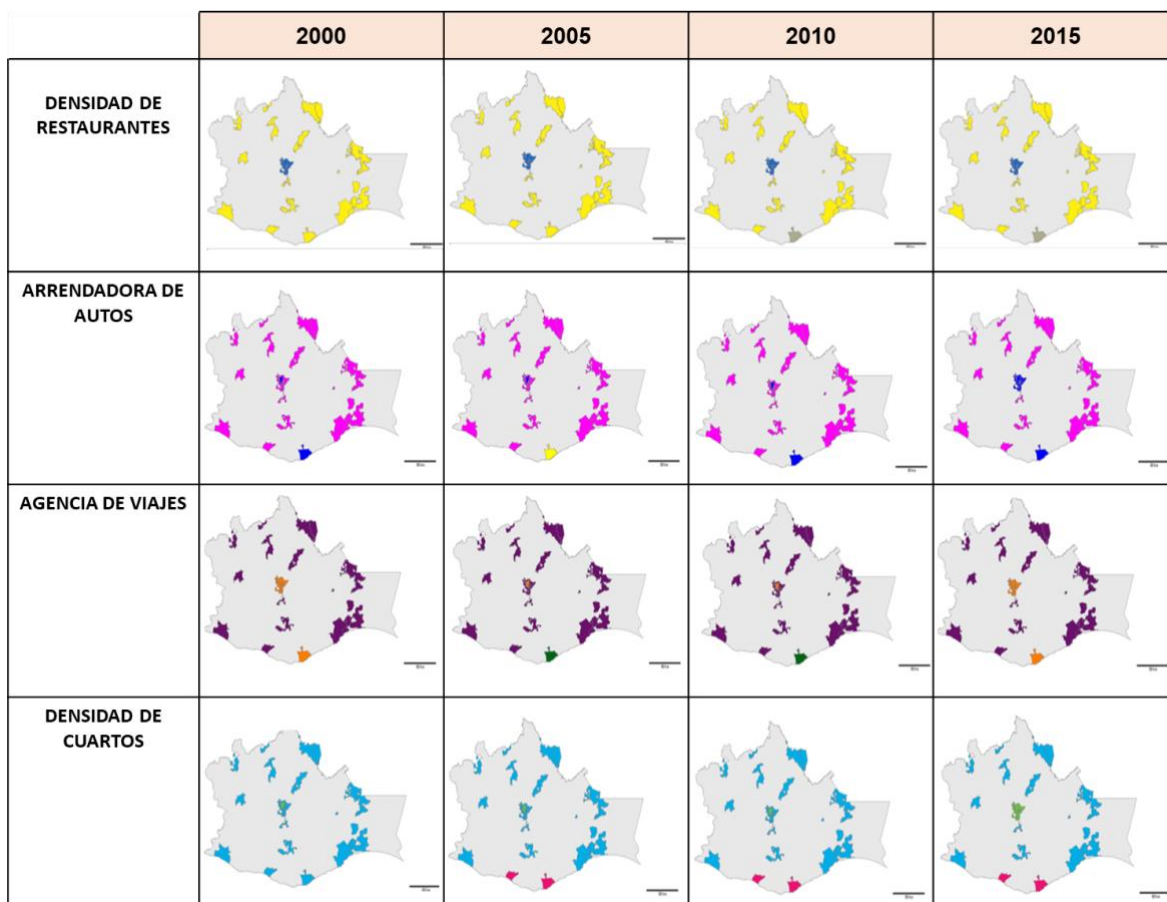 2000 2005 2010 2015
DENSIDAD DE
RESTAURANTES
ARRENDADORA DE
AUTOS
AGENCIA DE VIAJES
DENSIDAD DE
CUARTOS